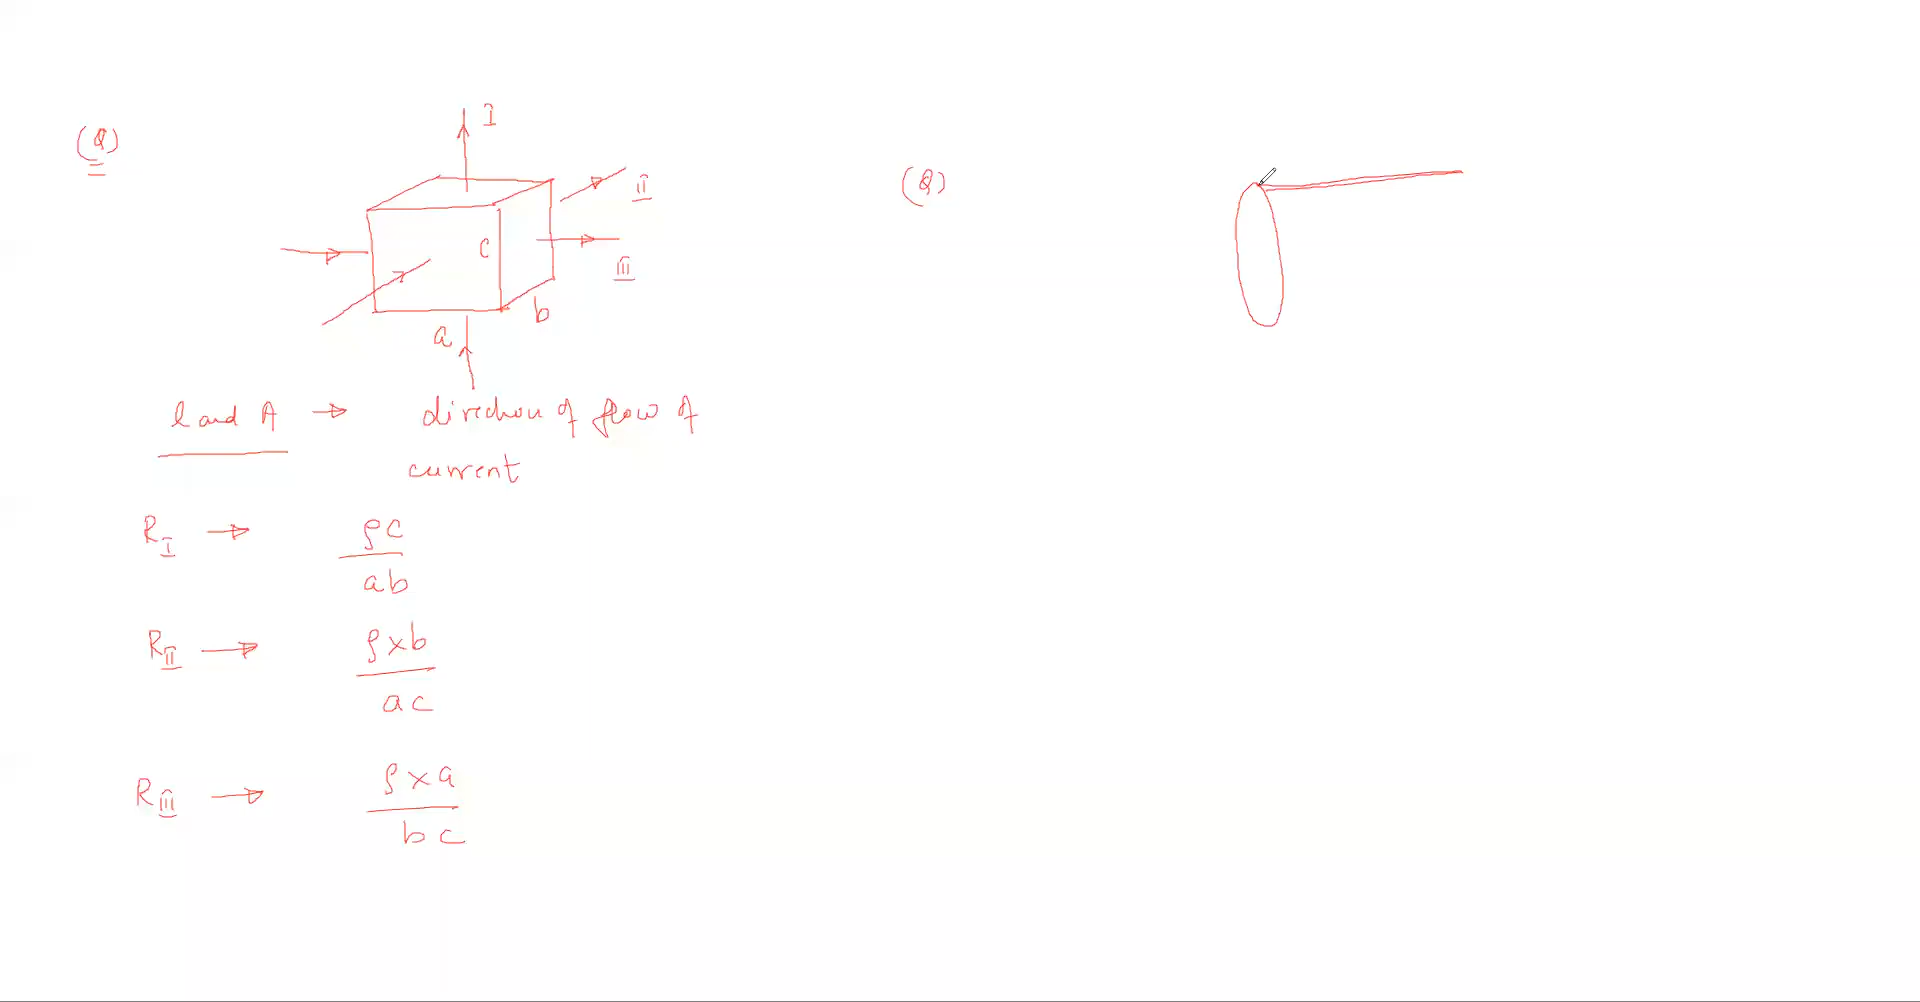 (Q)
I
II
C
III
b
a
l and A → direction of flow of
current
R_I → ρC
ab
R_II → ρ×b
ac
R_III → ρ×a
bc
(Q)